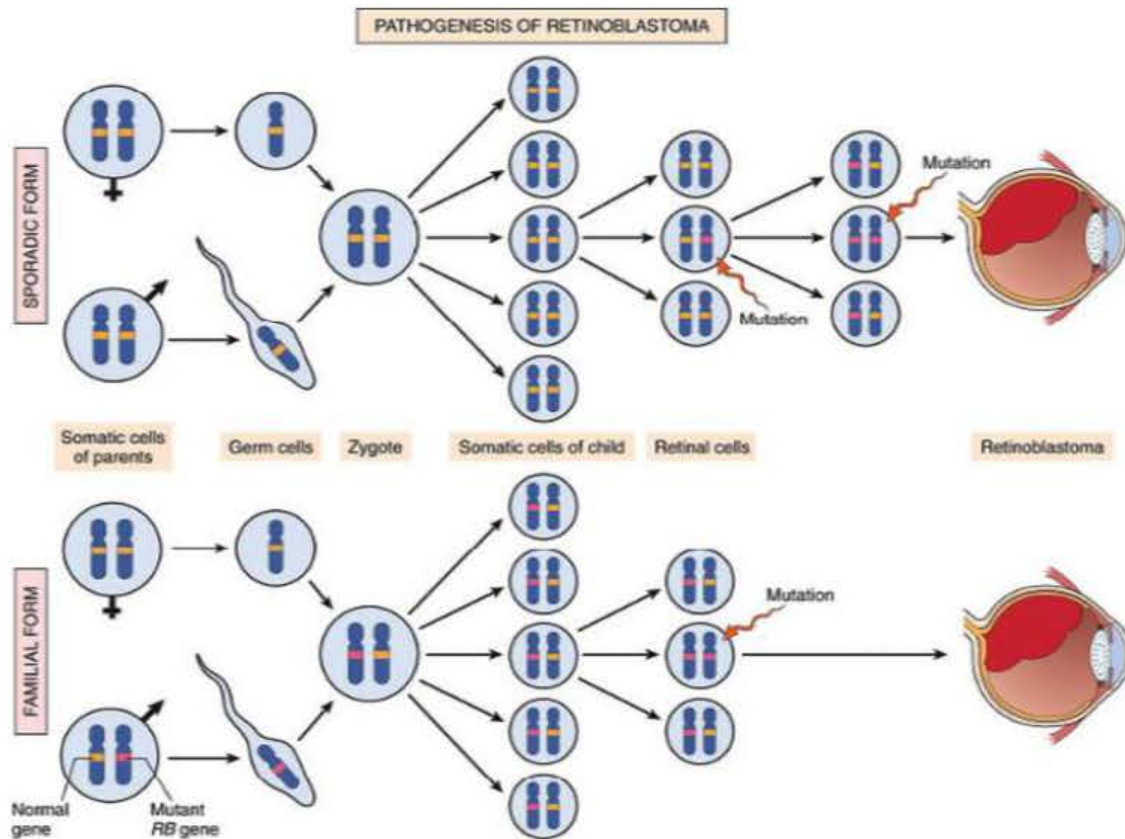 PATHOGENESIS OF RETINOBLASTOMA
SPORADIC FORM
Mutation
Mutation
Somatic cells
of parents
Germ cells
Zygote
Somatic cells of child
Retinal cells
Retinoblastoma
FAMILIAL FORM
Mutation
Normal
gene
Mutant
RB gene